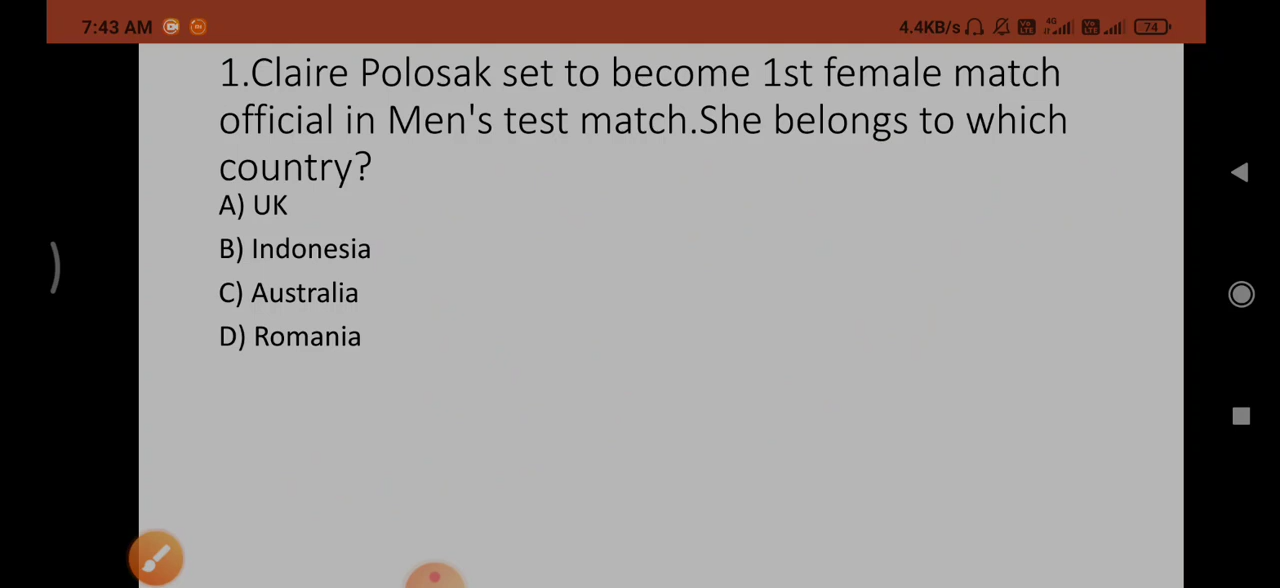 7:43 AM
4.4KB/s 4G 74
1.Claire Polosak set to become 1st female match
official in Men's test match.She belongs to which
country?
A) UK
B) Indonesia
C) Australia
D) Romania